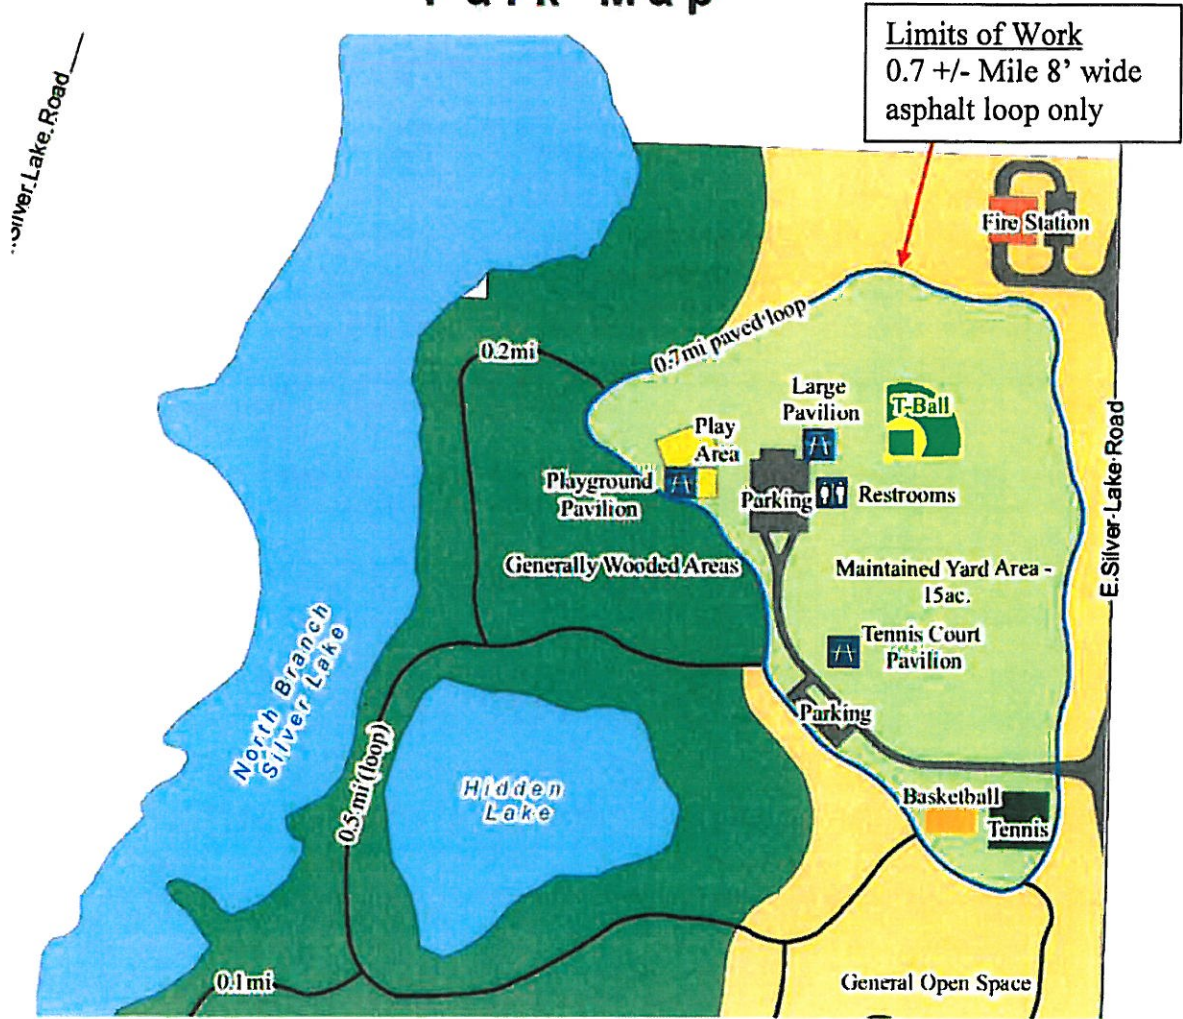 Park Map
Limits of Work
0.7 +/- Mile 8' wide
asphalt loop only
Silver Lake Road
Fire Station
0.7mi paved loop
0.2mi
Large
Pavilion
T-Ball
Play
Area
Playground
Pavilion
Parking
Restrooms
E.Silver Lake Road
Generally Wooded Areas
Maintained Yard Area -
15ac.
Tennis Court
Pavilion
North Branch
Silver Lake
Parking
0.5 mi (loop)
Hidden
Lake
Basketball
Tennis
0.1mi
General Open Space